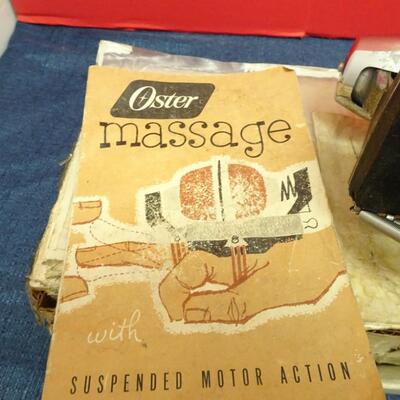 Oster
massage
with
SUSPENDED MOTOR ACTION